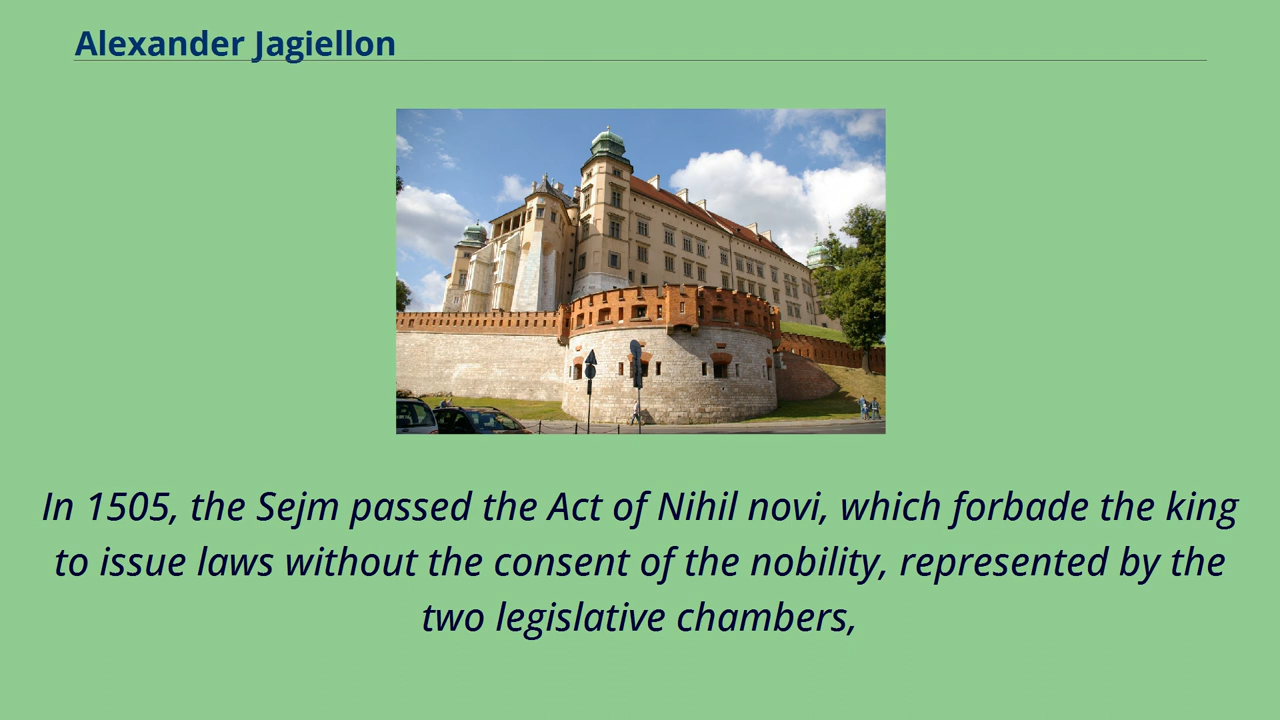 Alexander Jagiellon
In 1505, the Sejm passed the Act of Nihil novi, which forbade the king
to issue laws without the consent of the nobility, represented by the
two legislative chambers,